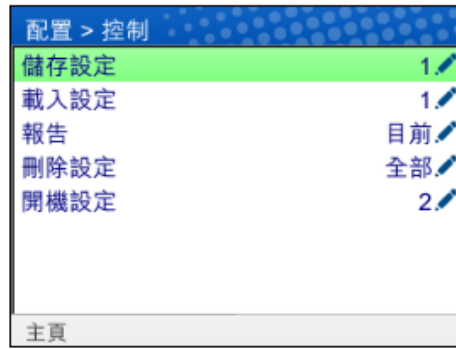 配置 > 控制
儲存設定 1
載入設定 1
報告 目前
刪除設定 全部
開機設定 2
主頁